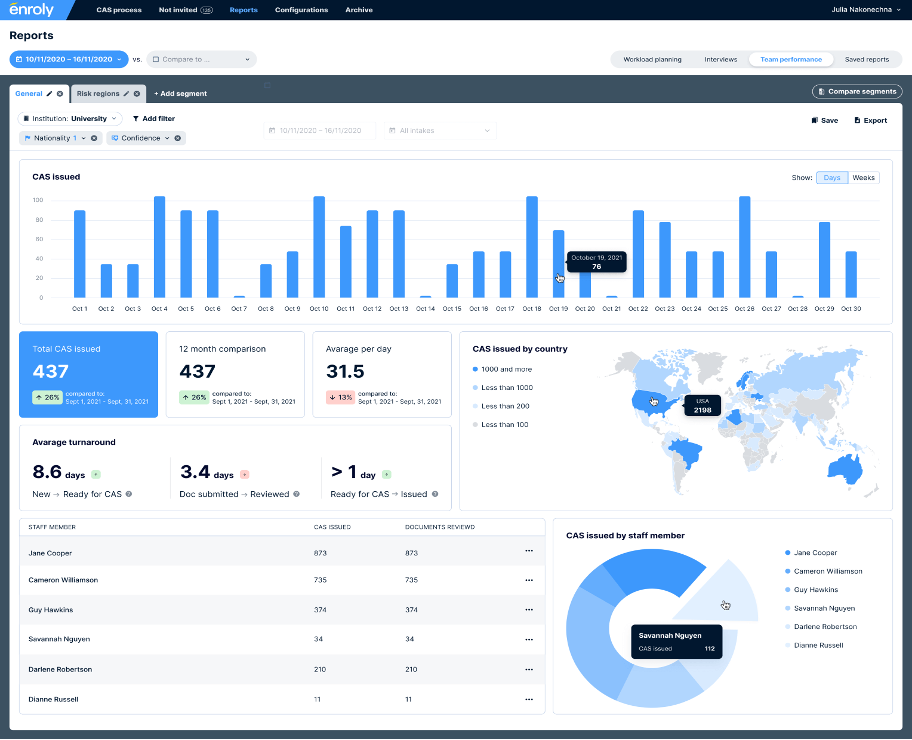 enroly
CAS process
Not invited 125
Reports
Configurations
Archive
Julia Nakonechna
Reports
10/11/2020 – 16/11/2020
vs.
Compare to ...
Workload planning
Interviews
Team performance
Saved reports
General
Risk regions
+ Add segment
Compare segments
Institution: University
Add filter
10/11/2020 – 16/11/2020
All intakes
Save
Export
Nationality 1
Confidence
CAS issued
Show:
Days
Weeks
100
80
60
40
20
0
October 19, 2021
76
Oct 1
Oct 2
Oct 3
Oct 4
Oct 5
Oct 6
Oct 7
Oct 8
Oct 9
Oct 10
Oct 11
Oct 12
Oct 13
Oct 14
Oct 15
Oct 16
Oct 17
Oct 18
Oct 19
Oct 20
Oct 21
Oct 22
Oct 23
Oct 24
Oct 25
Oct 26
Oct 27
Oct 28
Oct 29
Oct 30
Total CAS issued
437
↑ 26%
compared to:
Sept 1, 2021 - Sept, 31, 2021
12 month comparison
437
↑ 26%
compared to:
Sept 1, 2021 - Sept, 31, 2021
Avarage per day
31.5
↓ 13%
compared to:
Sept 1, 2021 - Sept, 31, 2021
CAS issued by country
1000 and more
Less than 1000
Less than 200
Less than 100
USA
2198
Avarage turnaround
8.6 days
New → Ready for CAS
3.4 days
Doc submitted → Reviewed
> 1 day
Ready for CAS → Issued
STAFF MEMBER CAS ISSUED DOCUMENTS REVIEWD
Jane Cooper 873 873
Cameron Williamson 735 735
Guy Hawkins 374 374
Savannah Nguyen 34 34
Darlene Robertson 210 210
Dianne Russell 11 11
CAS issued by staff member
Savannah Nguyen
CAS issued 112
Jane Cooper
Cameron Williamson
Guy Hawkins
Savannah Nguyen
Darlene Robertson
Dianne Russell